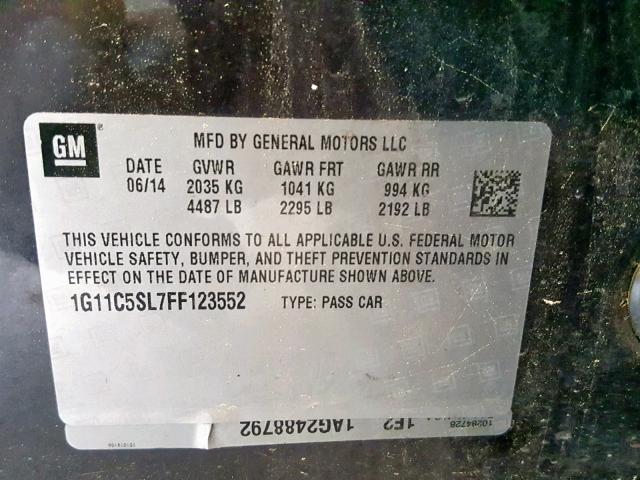 GM
MFD BY GENERAL MOTORS LLC
DATE GVWR GAWR FRT GAWR RR
06/14 2035 KG 1041 KG 994 KG
4487 LB 2295 LB 2192 LB
THIS VEHICLE CONFORMS TO ALL APPLICABLE U.S. FEDERAL MOTOR
VEHICLE SAFETY, BUMPER, AND THEFT PREVENTION STANDARDS IN
EFFECT ON THE DATE OF MANUFACTURE SHOWN ABOVE.
1G11C5SL7FF123552 TYPE: PASS CAR
10284728
1F2
1AG2488792